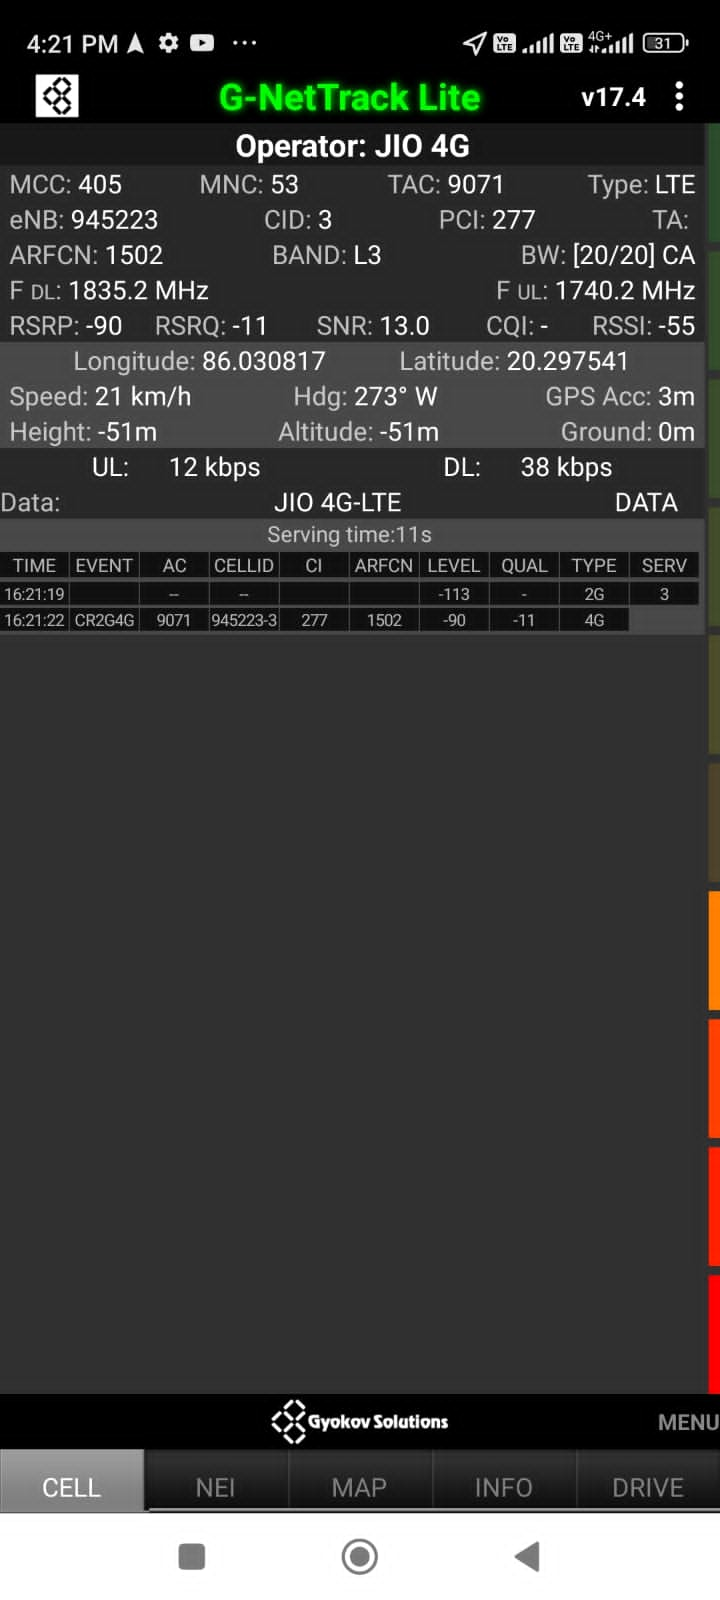 4:21 PM ... Vo LTE Vo LTE 4G+ 31
G-NetTrack Lite v17.4
Operator: JIO 4G
MCC: 405 MNC: 53 TAC: 9071 Type: LTE
eNB: 945223 CID: 3 PCI: 277 TA:
ARFCN: 1502 BAND: L3 BW: [20/20] CA
F DL: 1835.2 MHz F UL: 1740.2 MHz
RSRP: -90 RSRQ: -11 SNR: 13.0 CQI: - RSSI: -55
Longitude: 86.030817 Latitude: 20.297541
Speed: 21 km/h Hdg: 273° W GPS Acc: 3m
Height: -51m Altitude: -51m Ground: 0m
UL: 12 kbps DL: 38 kbps
Data: JIO 4G-LTE DATA
Serving time:11s
TIME EVENT AC CELLID CI ARFCN LEVEL QUAL TYPE SERV
16:21:19 -- -- -113 - 2G 3
16:21:22 CR2G4G 9071 945223-3 277 1502 -90 -11 4G
Gyokov Solutions MENU
CELL NEI MAP INFO DRIVE